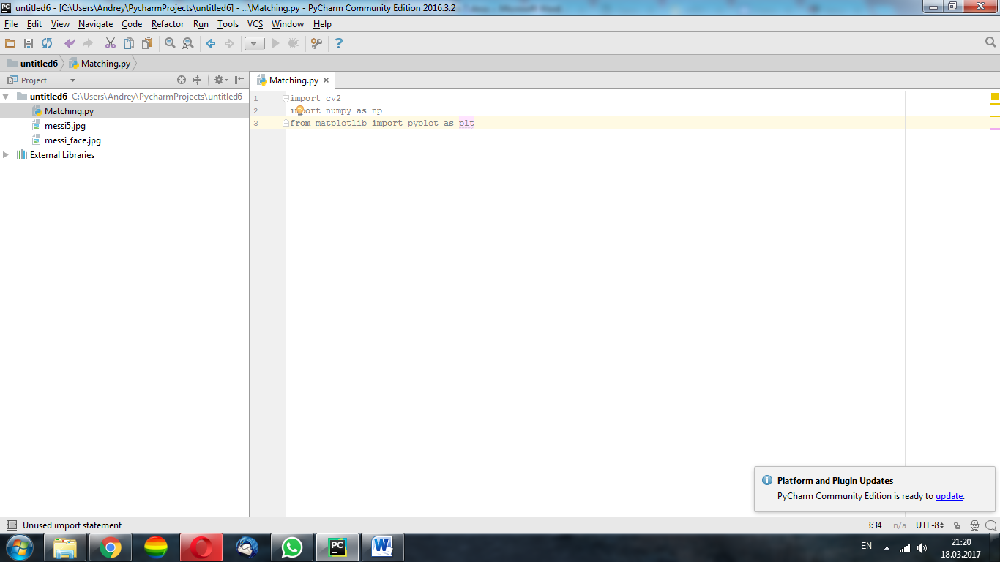 untitled6 - [C:\Users\Andrey\PycharmProjects\untitled6] - ...\Matching.py - PyCharm Community Edition 2016.3.2
File Edit View Navigate Code Refactor Run Tools VCS Window Help
untitled6 Matching.py
Project
Matching.py
untitled6 C:\Users\Andrey\PycharmProjects\untitled6
Matching.py
messi5.jpg
messi_face.jpg
External Libraries
1 import cv2
2 import numpy as np
3 from matplotlib import pyplot as plt
Platform and Plugin Updates
PyCharm Community Edition is ready to update.
Unused import statement
3:34 n/a UTF-8
PC
EN
21:20
18.03.2017